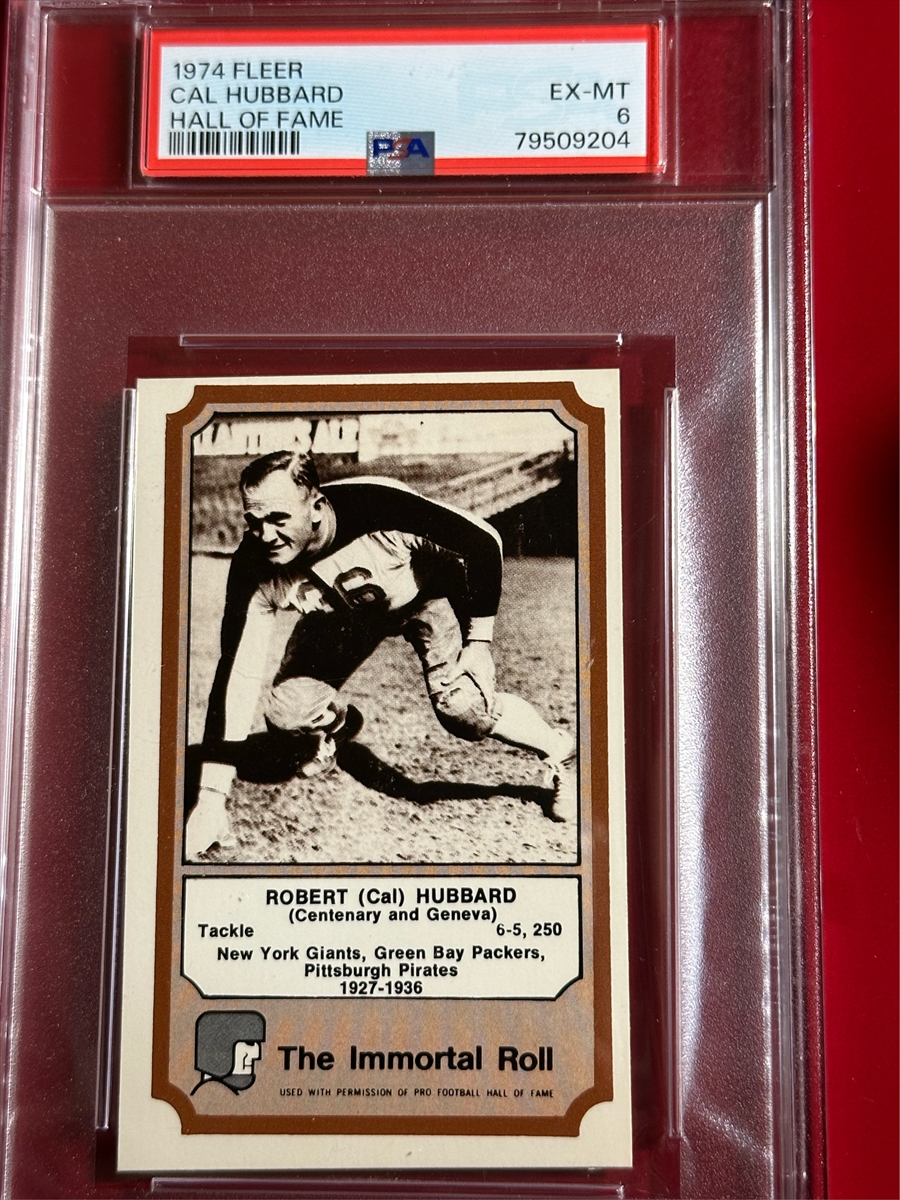 1974 FLEER
CAL HUBBARD
HALL OF FAME
EX-MT
6
79509204
PSA
ROBERT (Cal) HUBBARD
(Centenary and Geneva)
Tackle 6-5, 250
New York Giants, Green Bay Packers,
Pittsburgh Pirates
1927-1936
The Immortal Roll
USED WITH PERMISSION OF PRO FOOTBALL HALL OF FAME